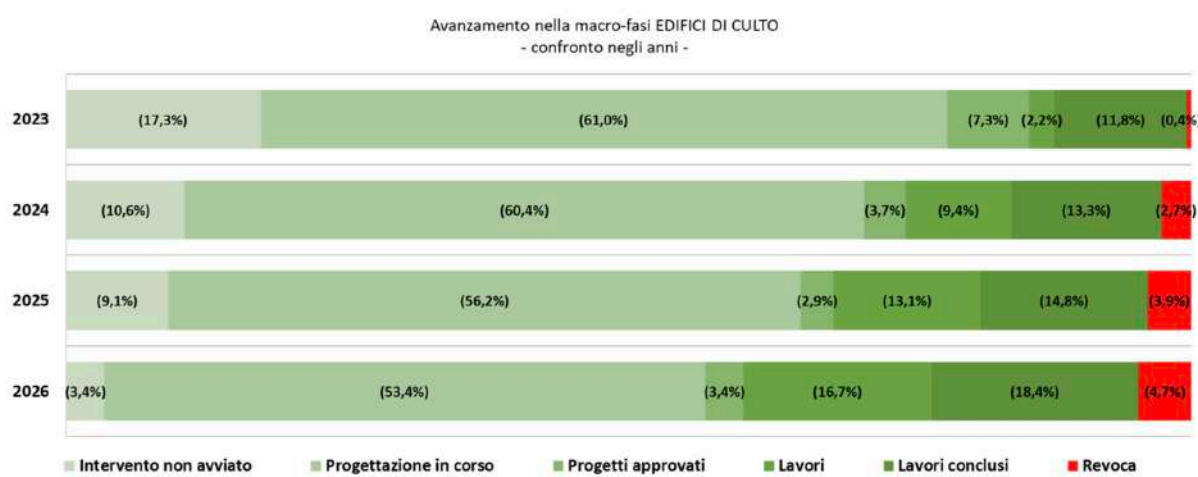 Avanzamento nella macro-fasi EDIFICI DI CULTO
- confronto negli anni -
2023 (17,3%) (61,0%) (7,3%) (2,2%) (11,8%) (0,4%)
2024 (10,6%) (60,4%) (3,7%) (9,4%) (13,3%) (2,7%)
2025 (9,1%) (56,2%) (2,9%) (13,1%) (14,8%) (3,9%)
2026 (3,4%) (53,4%) (3,4%) (16,7%) (18,4%) (4,7%)
Intervento non avviato Progettazione in corso Progetti approvati Lavori Lavori conclusi Revoca